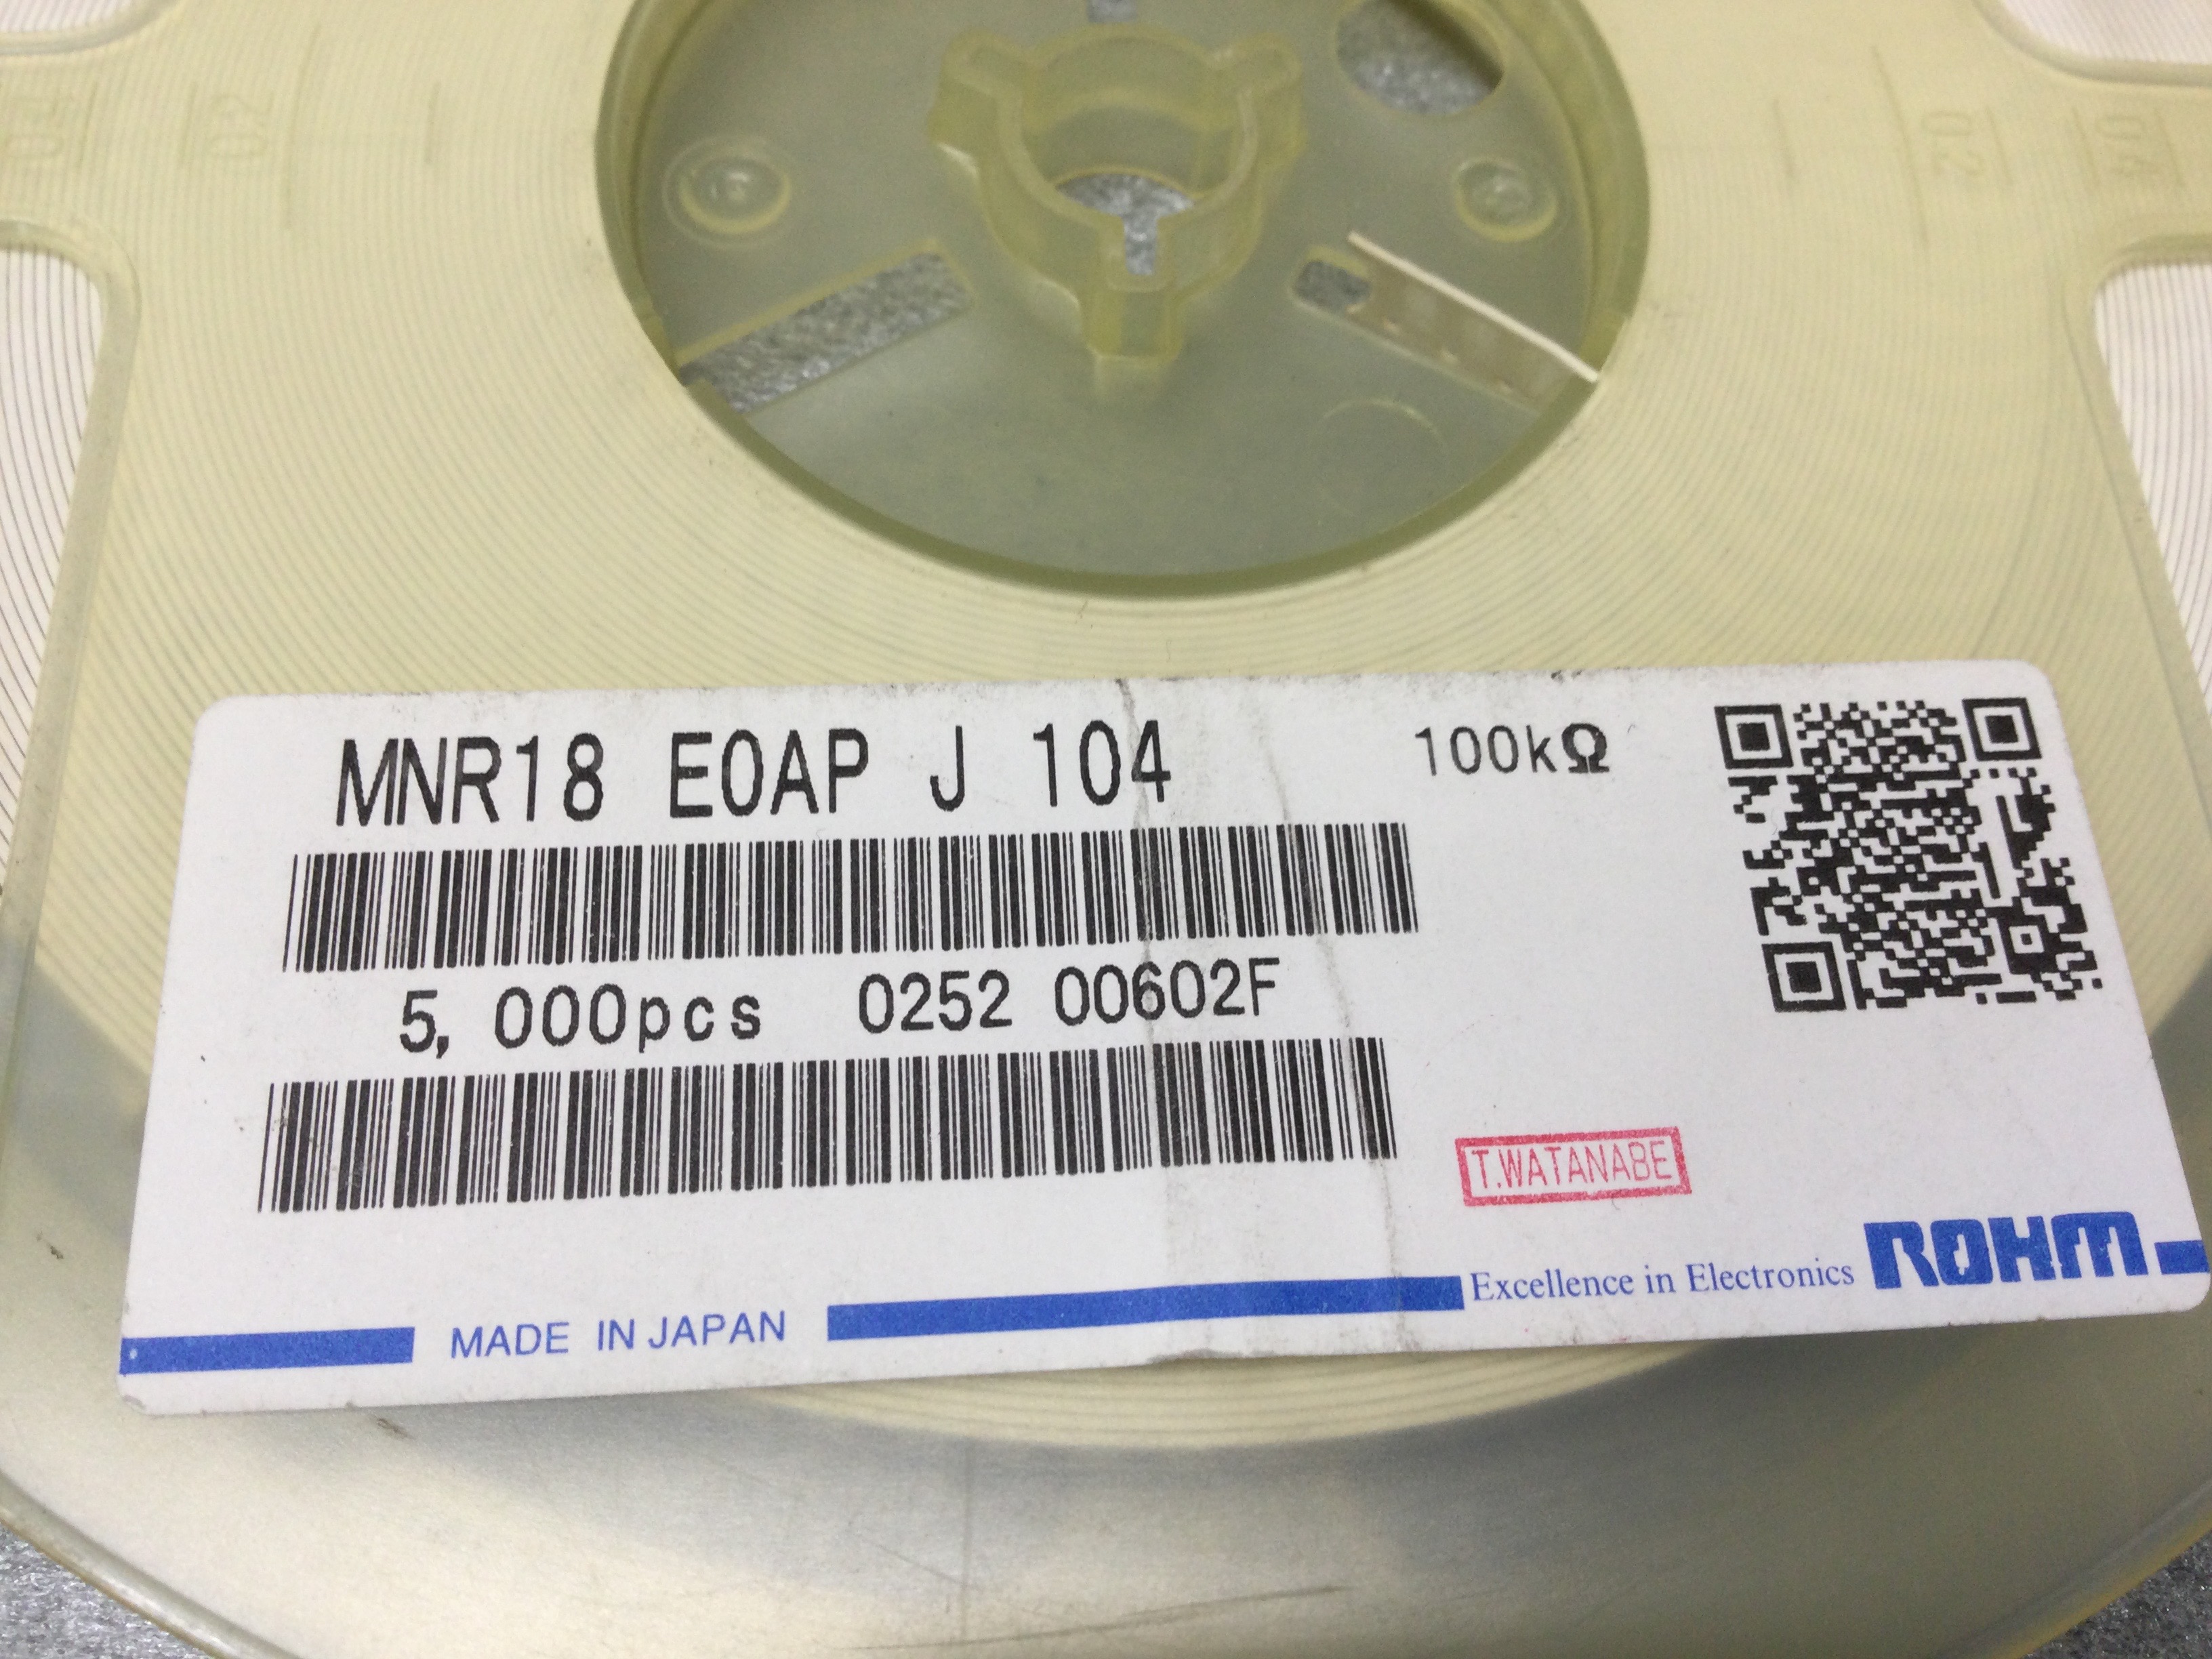 MNR18 E0AP J 104 100kΩ
5,000pcs 0252 00602F
T.WATANABE
Excellence in Electronics ROHM
MADE IN JAPAN